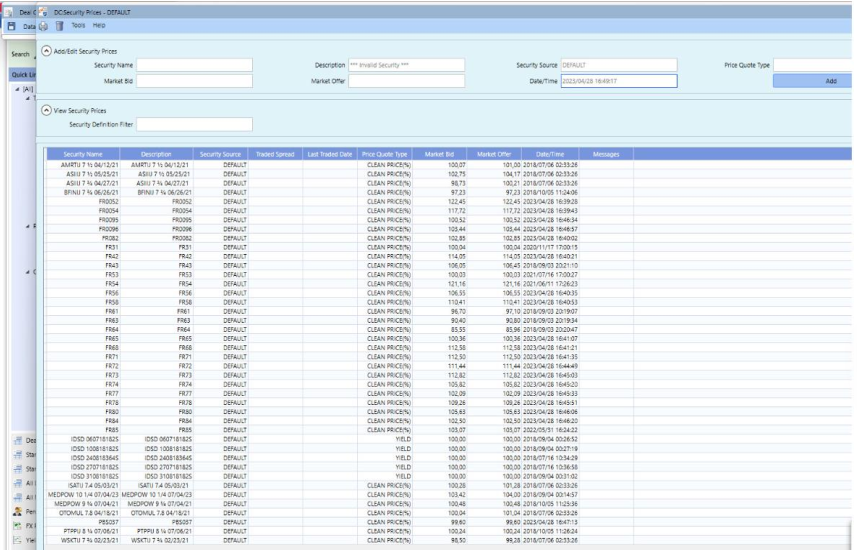 Deal C
DC:Security Prices - DEFAULT
Data
Tools Help
Search
Add/Edit Security Prices
Security Name
Description *** Invalid Security ***
Security Source DEFAULT
Price Quote Type
Quick Lin
Market Bid
Market Offer
Date/Time 2023/04/28 16:49:17
Add
[All]
View Security Prices
Security Definition Filter
Security Name Description Security Source Traded Spread Last Traded Date Price Quote Type Market Bid Market Offer Date/Time Messages
AMRTIJ 7 ½ 04/12/21 AMRTIJ 7 ½ 04/12/21 DEFAULT CLEAN PRICE(%) 100,07 101,00 2018/07/06 02:33:26
ASIIIJ 7 ½ 05/25/21 ASIIIJ 7 ½ 05/25/21 DEFAULT CLEAN PRICE(%) 102,75 104,17 2018/07/06 02:33:26
ASIIIJ 7 ¾ 04/27/21 ASIIIJ 7 ¾ 04/27/21 DEFAULT CLEAN PRICE(%) 98,73 100,21 2018/07/06 02:33:26
BFINIJ 7 ¾ 06/26/21 BFINIJ 7 ¾ 06/26/21 DEFAULT CLEAN PRICE(%) 97,23 97,23 2018/10/05 11:24:06
FR0052 FR0052 DEFAULT CLEAN PRICE(%) 122,45 122,45 2023/04/28 16:39:28
FR0054 FR0054 DEFAULT CLEAN PRICE(%) 117,72 117,72 2023/04/28 16:39:43
FR0095 FR0095 DEFAULT CLEAN PRICE(%) 100,52 100,52 2023/04/28 16:46:34
FR0096 FR0096 DEFAULT CLEAN PRICE(%) 103,44 103,44 2023/04/28 16:46:57
FR082 FR0082 DEFAULT CLEAN PRICE(%) 102,85 102,85 2023/04/28 16:40:02
FR31 FR31 DEFAULT CLEAN PRICE(%) 100,04 100,04 2020/11/17 17:00:15
FR42 FR42 DEFAULT CLEAN PRICE(%) 114,05 114,05 2023/04/28 16:40:21
FR43 FR43 DEFAULT CLEAN PRICE(%) 106,05 106,45 2018/09/03 20:21:10
FR53 FR53 DEFAULT CLEAN PRICE(%) 100,03 100,03 2021/07/16 17:00:27
FR54 FR54 DEFAULT CLEAN PRICE(%) 121,16 121,16 2021/06/11 17:26:23
FR56 FR56 DEFAULT CLEAN PRICE(%) 106,55 106,55 2023/04/28 16:40:35
FR58 FR58 DEFAULT CLEAN PRICE(%) 110,41 110,41 2023/04/28 16:40:53
FR61 FR61 DEFAULT CLEAN PRICE(%) 96,70 97,10 2018/09/03 20:19:07
FR63 FR63 DEFAULT CLEAN PRICE(%) 90,40 90,80 2018/09/03 20:19:34
FR64 FR64 DEFAULT CLEAN PRICE(%) 85,55 85,96 2018/09/03 20:20:47
FR65 FR65 DEFAULT CLEAN PRICE(%) 100,36 100,36 2023/04/28 16:41:07
FR68 FR68 DEFAULT CLEAN PRICE(%) 112,58 112,58 2023/04/28 16:41:21
FR71 FR71 DEFAULT CLEAN PRICE(%) 112,50 112,50 2023/04/28 16:41:35
FR72 FR72 DEFAULT CLEAN PRICE(%) 111,44 111,44 2023/04/28 16:44:49
FR73 FR73 DEFAULT CLEAN PRICE(%) 112,82 112,82 2023/04/28 16:45:03
FR74 FR74 DEFAULT CLEAN PRICE(%) 105,82 105,82 2023/04/28 16:45:20
FR77 FR77 DEFAULT CLEAN PRICE(%) 102,09 102,09 2023/04/28 16:45:33
FR78 FR78 DEFAULT CLEAN PRICE(%) 109,26 109,26 2023/04/28 16:45:51
FR80 FR80 DEFAULT CLEAN PRICE(%) 105,63 105,63 2023/04/28 16:46:06
FR84 FR84 DEFAULT CLEAN PRICE(%) 102,50 102,50 2023/04/28 16:46:20
FR85 FR85 DEFAULT CLEAN PRICE(%) 103,07 103,07 2022/05/31 16:24:22
IDSD 060718182S IDSD 060718182S DEFAULT YIELD 100,00 100,00 2018/09/04 00:26:52
IDSD 100818182S IDSD 100818182S DEFAULT YIELD 100,00 100,00 2018/09/04 00:27:19
IDSD 24081836 4S IDSD 24081836 4S DEFAULT YIELD 100,00 100,00 2018/07/16 10:34:29
IDSD 270718182S IDSD 270718182S DEFAULT YIELD 100,00 100,00 2018/07/16 10:36:58
IDSD 310818182S IDSD 310818182S DEFAULT YIELD 100,00 100,00 2018/09/04 00:31:02
ISATIJ 7.4 05/03/21 ISATIJ 7.4 05/03/21 DEFAULT CLEAN PRICE(%) 100,28 101,28 2018/07/06 02:33:26
MEDPOW 10 1/4 07/04/23 MEDPOW 10 1/4 07/04/23 DEFAULT CLEAN PRICE(%) 103,42 104,00 2018/09/04 00:14:57
MEDPOW 9 ¾ 07/04/21 MEDPOW 9 ¾ 07/04/21 DEFAULT CLEAN PRICE(%) 100,48 100,48 2018/10/05 11:25:36
OTOMUL 7.8 04/18/21 OTOMUL 7.8 04/18/21 DEFAULT CLEAN PRICE(%) 100,04 101,04 2018/07/06 02:33:26
PBS037 PBS037 DEFAULT CLEAN PRICE(%) 99,60 99,60 2023/04/28 16:47:13
PTPPIJ 8 ¼ 07/06/21 PTPPIJ 8 ¼ 07/06/21 DEFAULT CLEAN PRICE(%) 100,24 100,24 2018/10/05 11:26:24
WSKTIJ 7 ¾ 02/23/21 WSKTIJ 7 ¾ 02/23/21 DEFAULT CLEAN PRICE(%) 98,50 99,28 2018/07/06 02:33:26
Dea
Stan
Stan
All
All
Pen
FX
Yiel